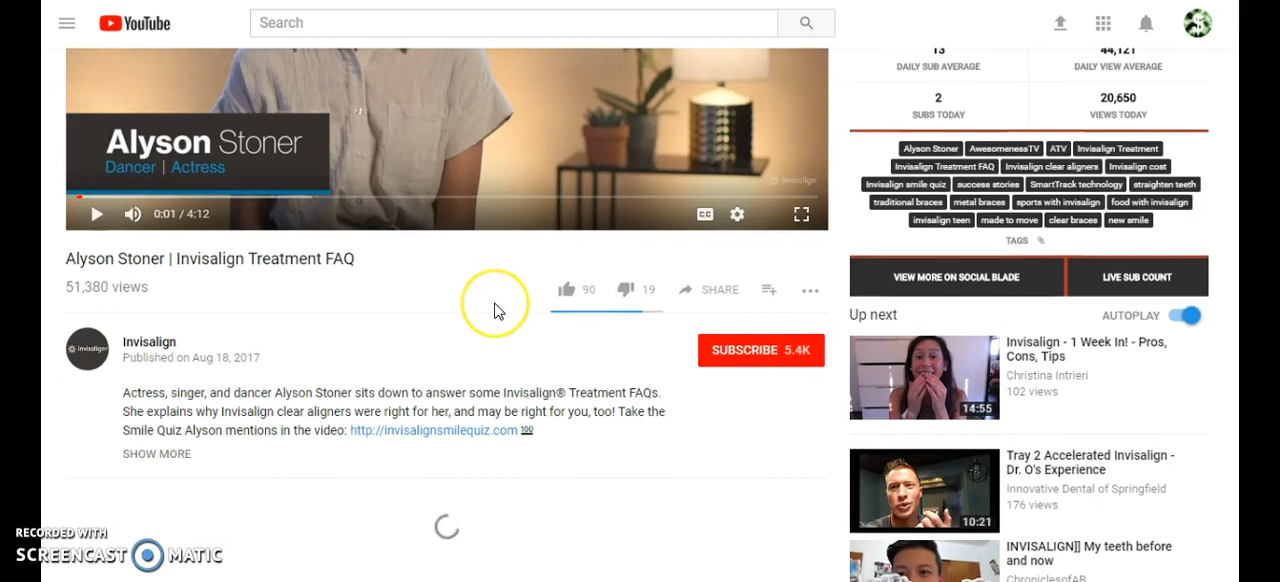 YouTube
Search
Alyson Stoner
Dancer | Actress
invisalign
0:01 / 4:12
CC
Alyson Stoner | Invisalign Treatment FAQ
51,380 views
90
19
SHARE
invisalign
Invisalign
Published on Aug 18, 2017
SUBSCRIBE 5.4K
Actress, singer, and dancer Alyson Stoner sits down to answer some Invisalign® Treatment FAQs.
She explains why Invisalign clear aligners were right for her, and may be right for you, too! Take the
Smile Quiz Alyson mentions in the video: http://invisalignsmilequiz.com 100
SHOW MORE
RECORDED WITH
SCREENCAST MATIC
13
44,121
DAILY SUB AVERAGE
DAILY VIEW AVERAGE
2
20,650
SUBS TODAY
VIEWS TODAY
Alyson Stoner AwesomenessTV ATV Invisalign Treatment
Invisalign Treatment FAQ Invisalign clear aligners Invisalign cost
Invisalign smile quiz success stories SmartTrack technology straighten teeth
traditional braces metal braces sports with invisalign food with invisalign
invisalign teen made to move clear braces new smile
TAGS
VIEW MORE ON SOCIAL BLADE
LIVE SUB COUNT
Up next
AUTOPLAY
14:55
Invisalign - 1 Week In! - Pros,
Cons, Tips
Christina Intrieri
102 views
10:21
Tray 2 Accelerated Invisalign -
Dr. O's Experience
Innovative Dental of Springfield
176 views
INVISALIGN]] My teeth before
and now
ChroniclesofAB